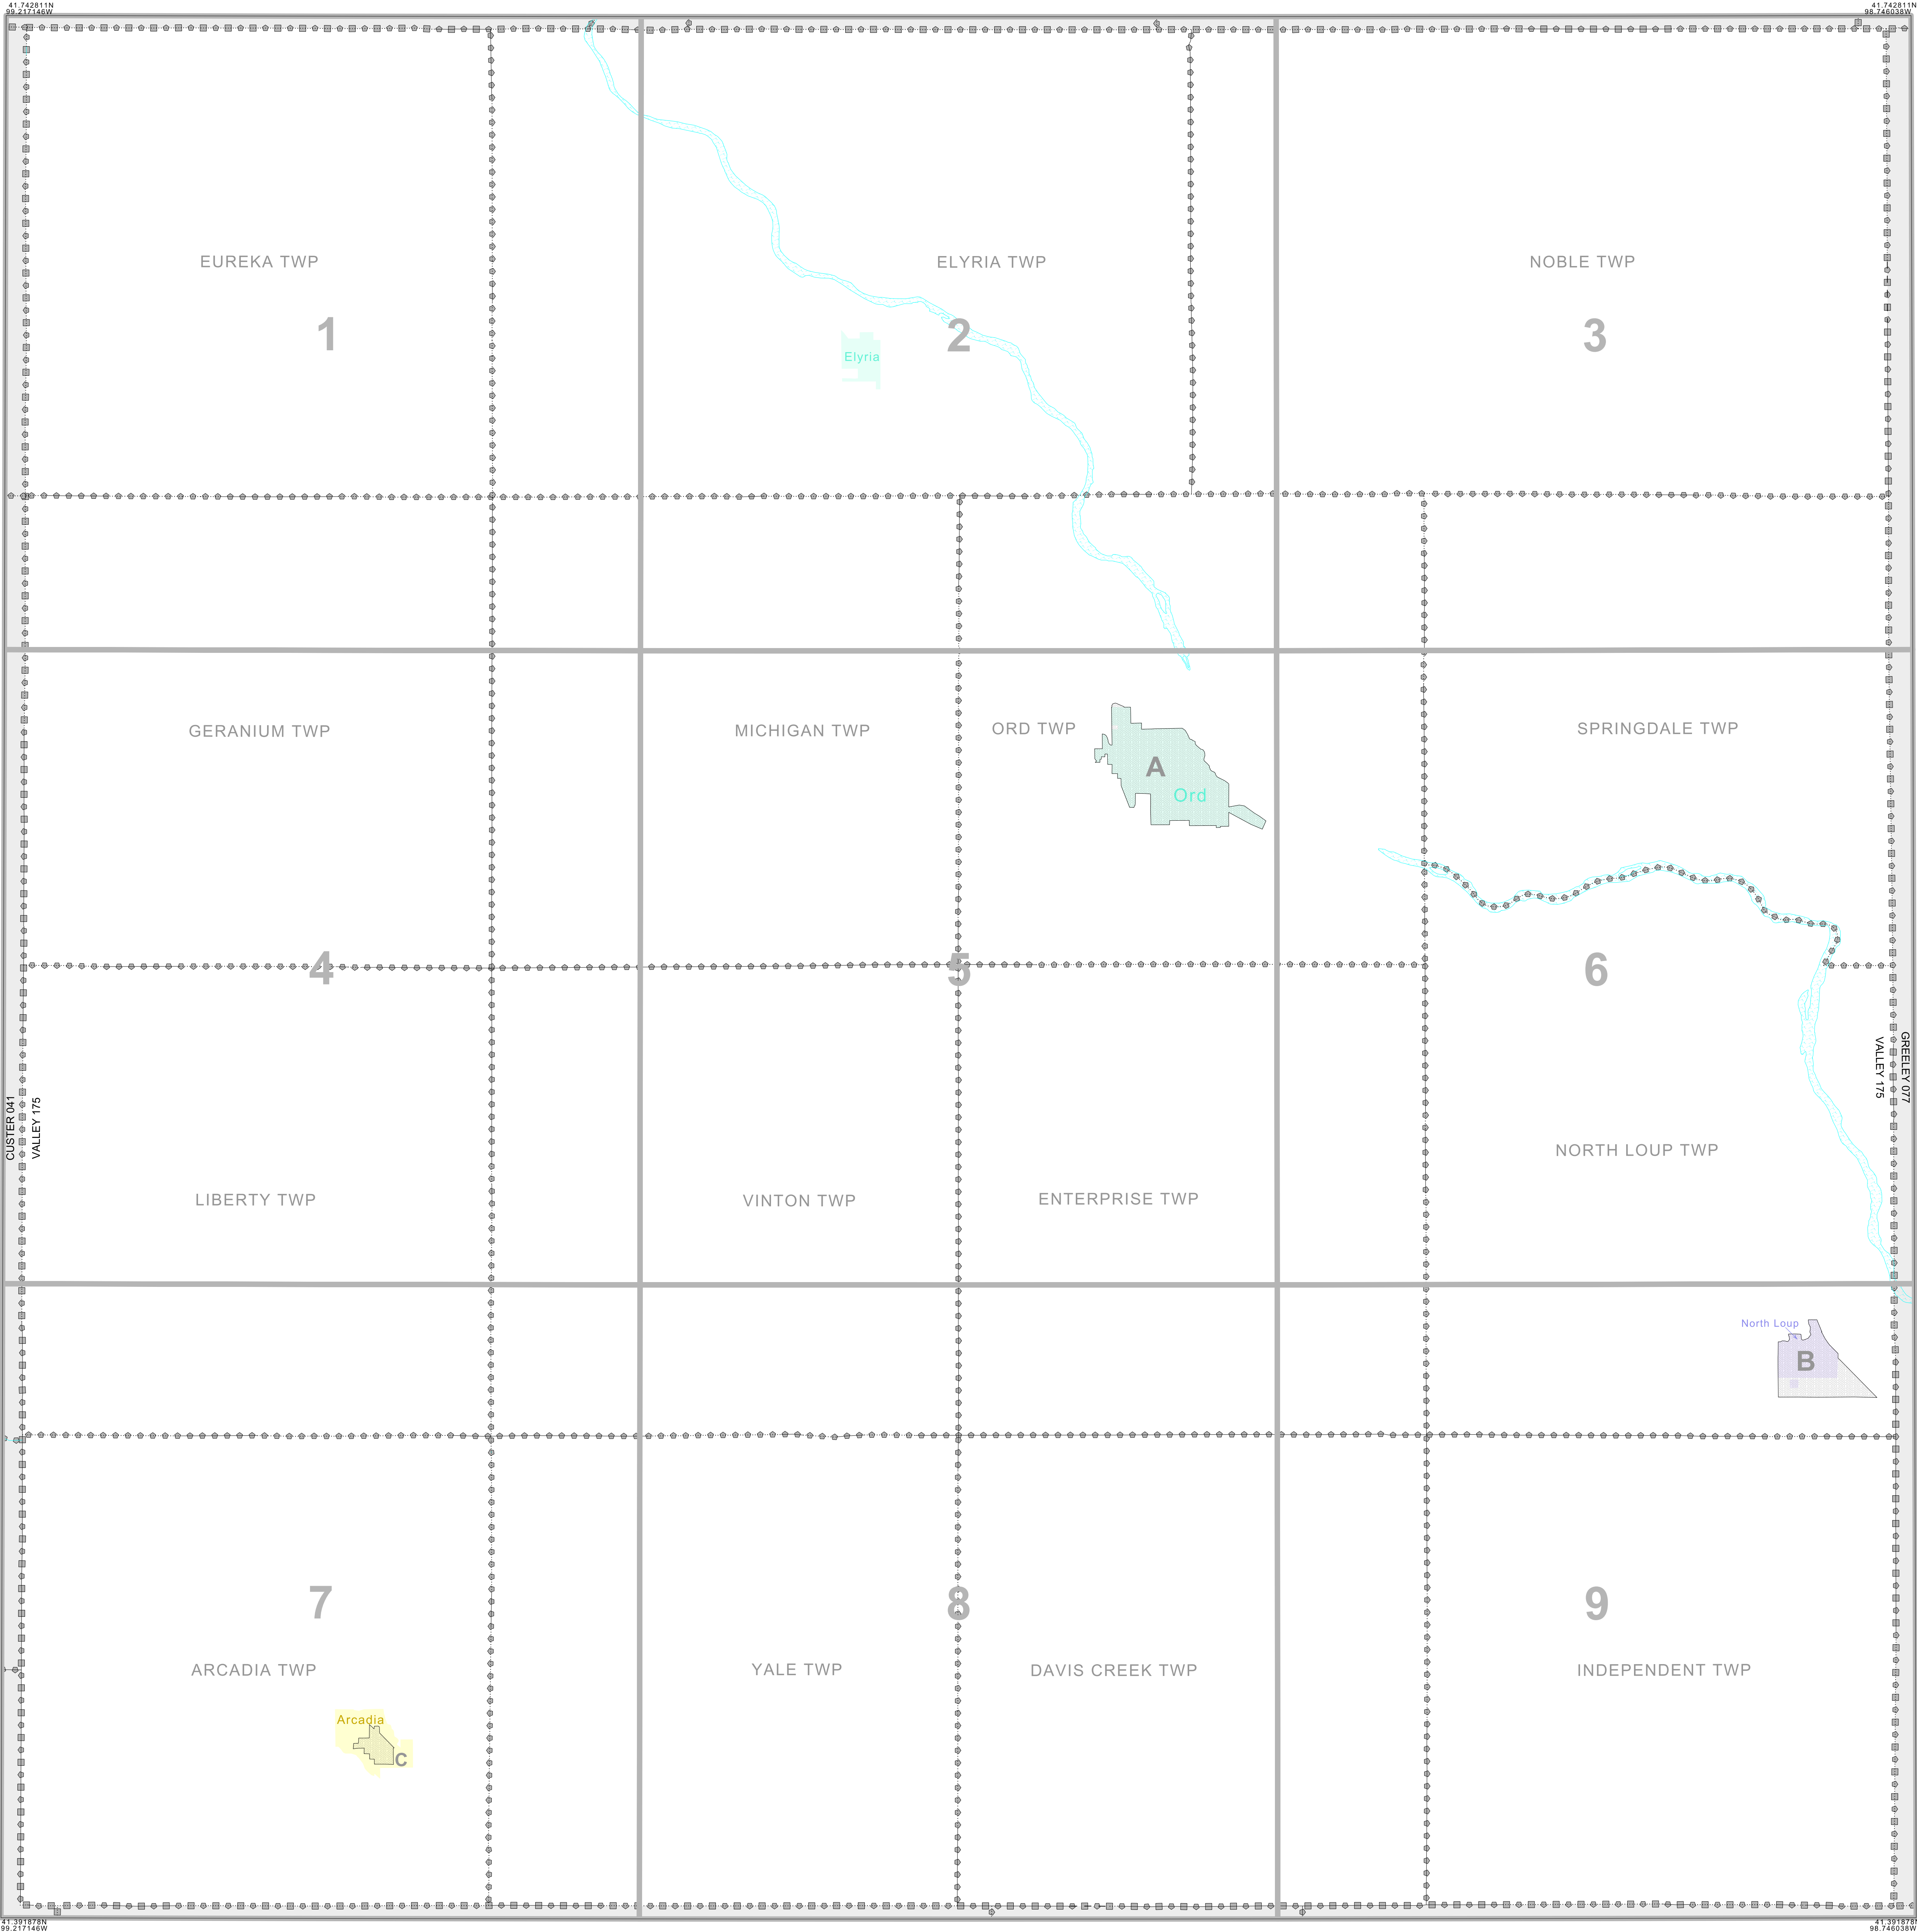 41.742811N
99.217146W
41.742811N
98.746038W
EUREKA TWP
ELYRIA TWP
NOBLE TWP
1
2
3
Elyria
GERANIUM TWP
MICHIGAN TWP
ORD TWP
SPRINGDALE TWP
A
Ord
4
5
6
CUSTER 041
VALLEY 175
VALLEY 175
GREELEY 077
NORTH LOUP TWP
LIBERTY TWP
VINTON TWP
ENTERPRISE TWP
North Loup
B
7
8
9
ARCADIA TWP
YALE TWP
DAVIS CREEK TWP
INDEPENDENT TWP
Arcadia
C
41.391878N
99.217146W
41.391878N
98.746038W